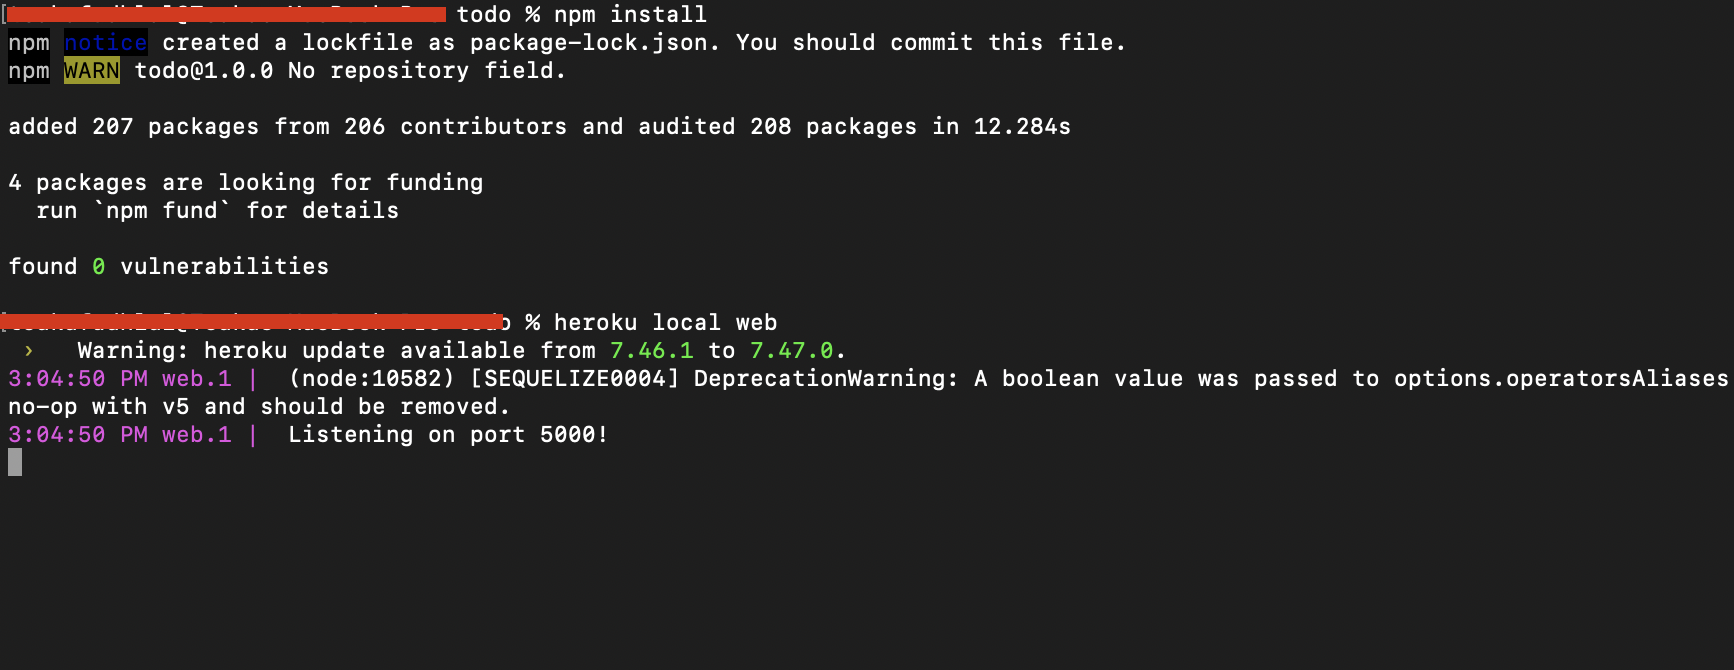 todo % npm install
npm notice created a lockfile as package-lock.json. You should commit this file.
npm WARN todo@1.0.0 No repository field.
added 207 packages from 206 contributors and audited 208 packages in 12.284s
4 packages are looking for funding
run `npm fund` for details
found 0 vulnerabilities
% heroku local web
› Warning: heroku update available from 7.46.1 to 7.47.0.
3:04:50 PM web.1 | (node:10582) [SEQUELIZE0004] DeprecationWarning: A boolean value was passed to options.operatorsAliases
no-op with v5 and should be removed.
3:04:50 PM web.1 | Listening on port 5000!